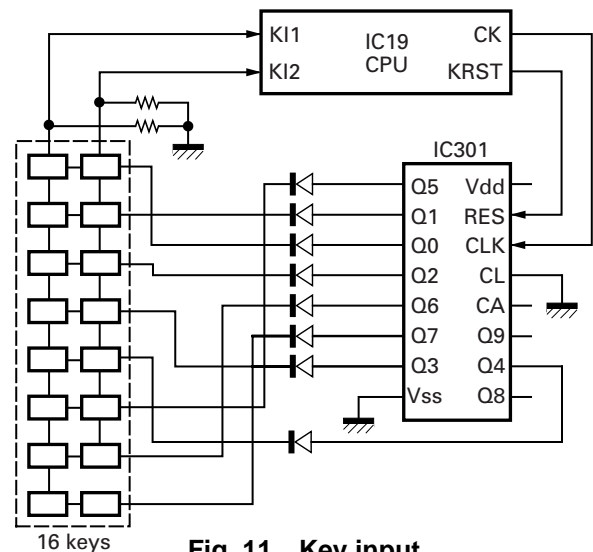 KI1
KI2
IC19
CPU
CK
KRST
IC301
Q5 Vdd
Q1 RES
Q0 CLK
Q2 CL
Q6 CA
Q7 Q9
Q3 Q4
Vss Q8
16 keys
Fig. 11 Key input